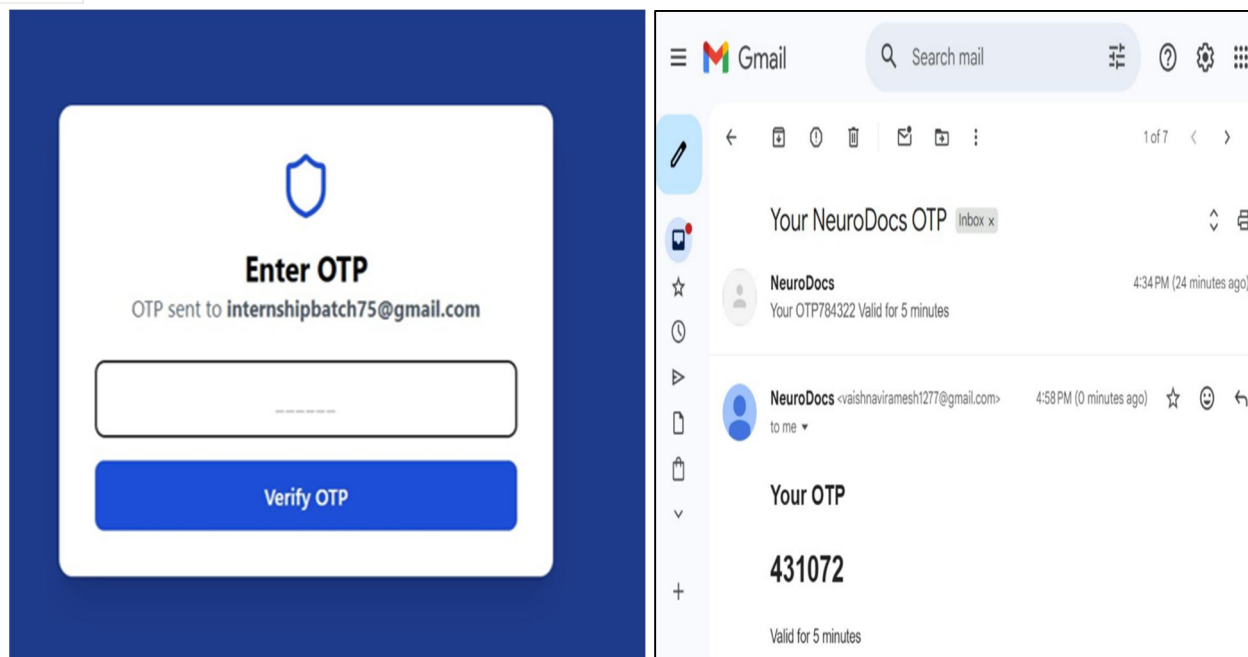 Enter OTP
OTP sent to internshipbatch75@gmail.com
------
Verify OTP
Gmail
Search mail
1 of 7
Your NeuroDocs OTP Inbox x
NeuroDocs 4:34 PM (24 minutes ago)
Your OTP784322 Valid for 5 minutes
NeuroDocs <vaishnaviramesh1277@gmail.com> 4:58 PM (0 minutes ago)
to me
Your OTP
431072
Valid for 5 minutes